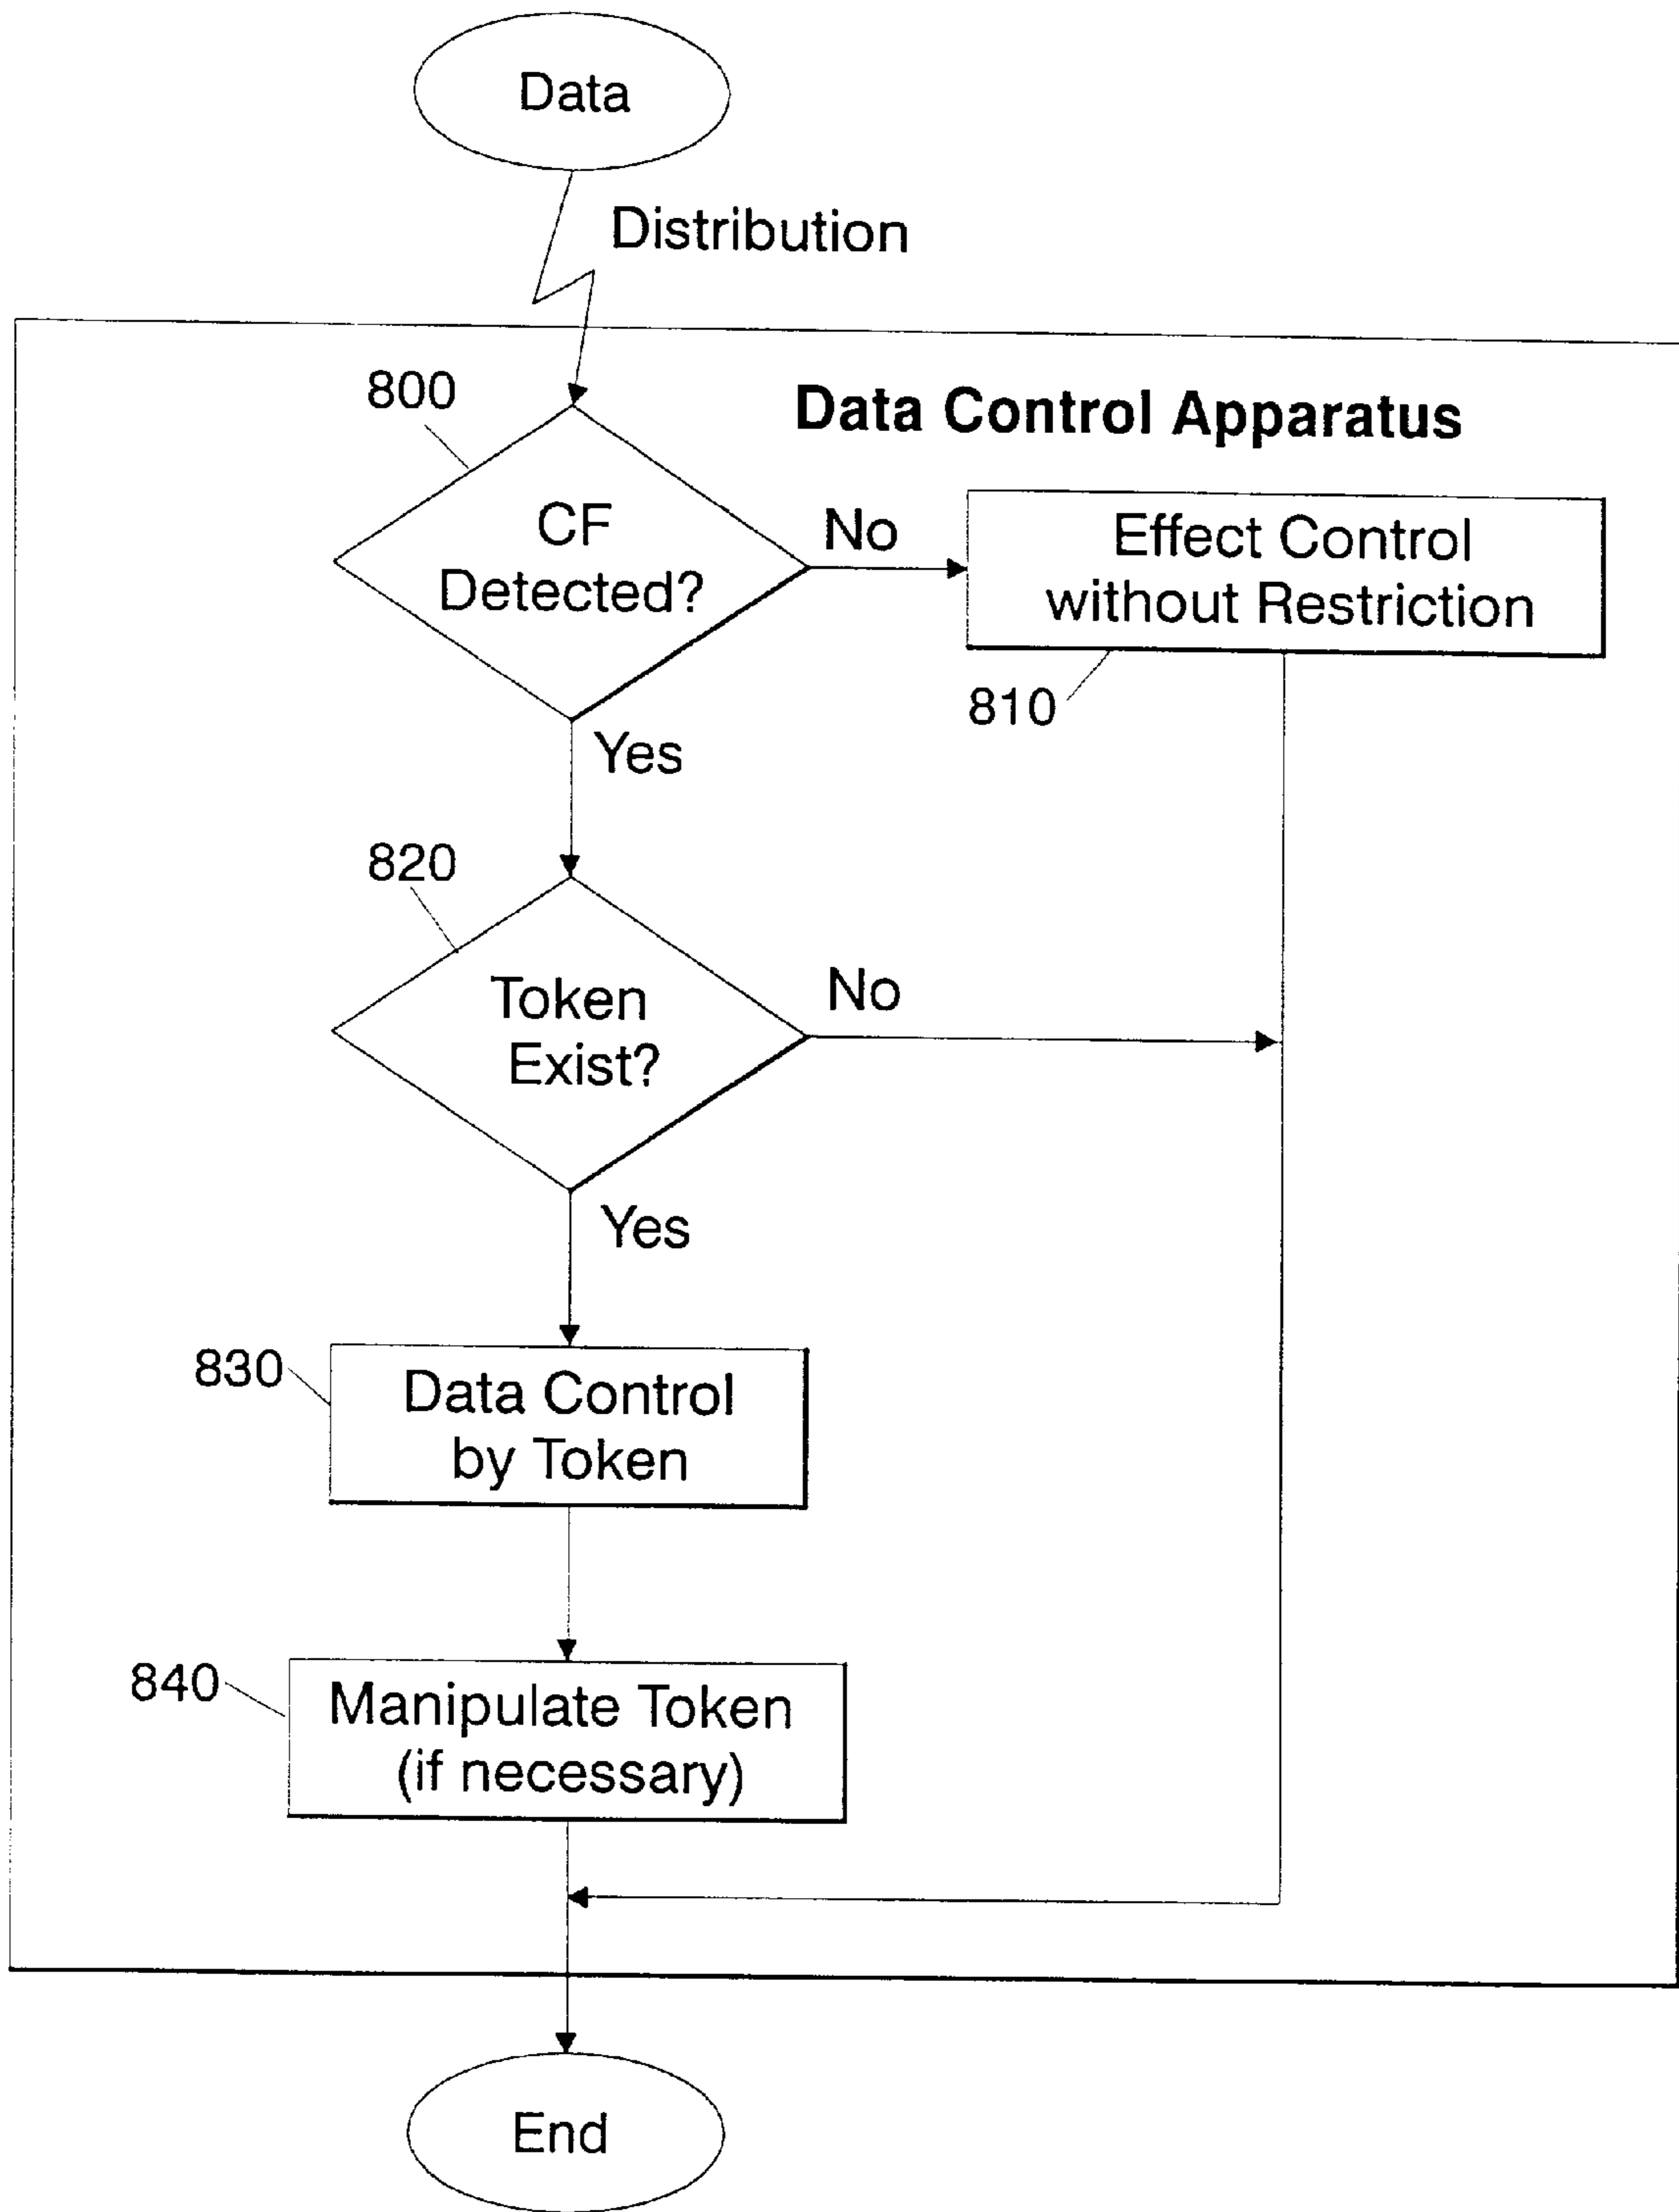 Data
Distribution
800
Data Control Apparatus
CF
Detected?
No
Effect Control
without Restriction
810
Yes
820
Token
Exist?
No
Yes
830
Data Control
by Token
840
Manipulate Token
(if necessary)
End